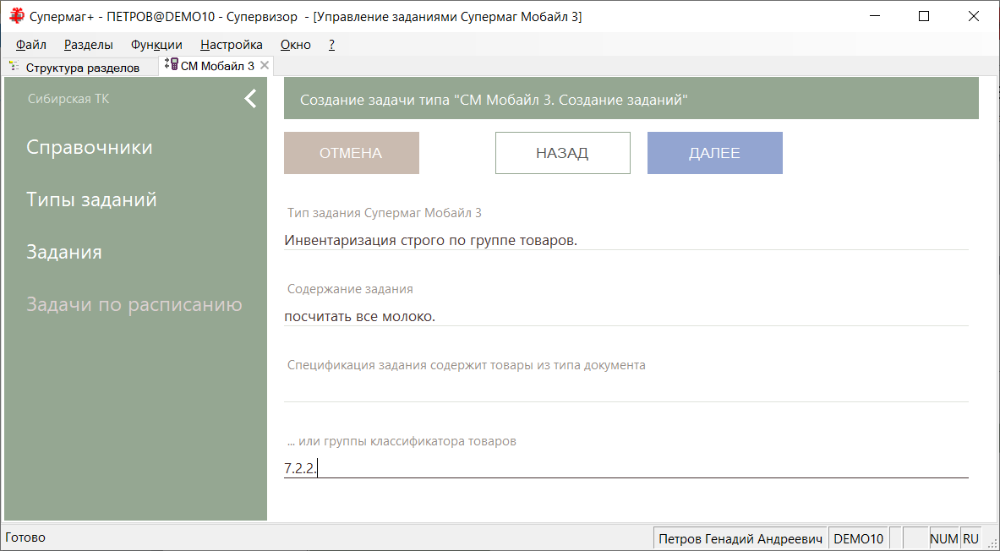 Супермаг+ - ПЕТРОВ@DEMO10 - Супервизор - [Управление заданиями Супермаг Мобайл 3]
Файл Разделы Функции Настройка Окно ?
Структура разделов СМ Мобайл 3
Сибирская ТК
Справочники
Типы заданий
Задания
Задачи по расписанию
Создание задачи типа "СМ Мобайл 3. Создание заданий"
ОТМЕНА НАЗАД ДАЛЕЕ
Тип задания Супермаг Мобайл 3
Инвентаризация строго по группе товаров.
Содержание задания
посчитать все молоко.
Спецификация задания содержит товары из типа документа
... или группы классификатора товаров
7.2.2.
Готово Петров Генадий Андреевич DEMO10 NUM RU